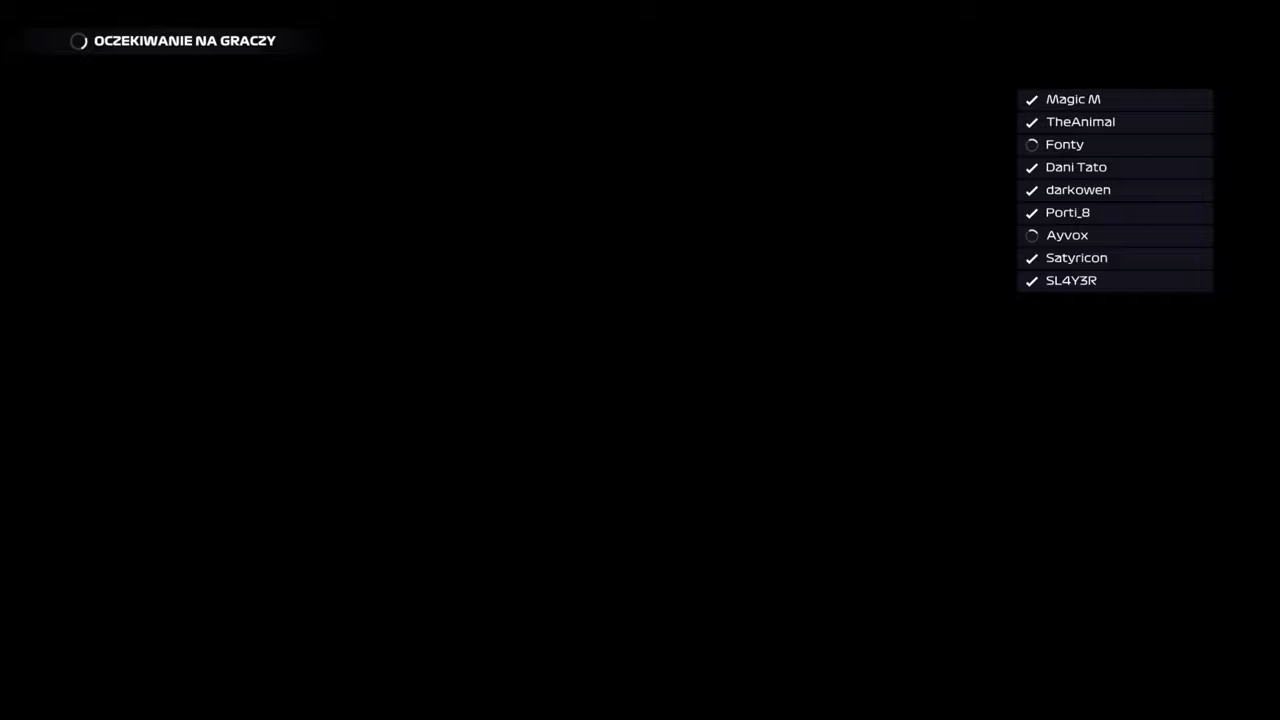 OCZEKIWANIE NA GRACZY
Magic M
TheAnimal
Fonty
Dani Tato
darkowen
Porti_8
Ayvox
Satyricon
SL4Y3R